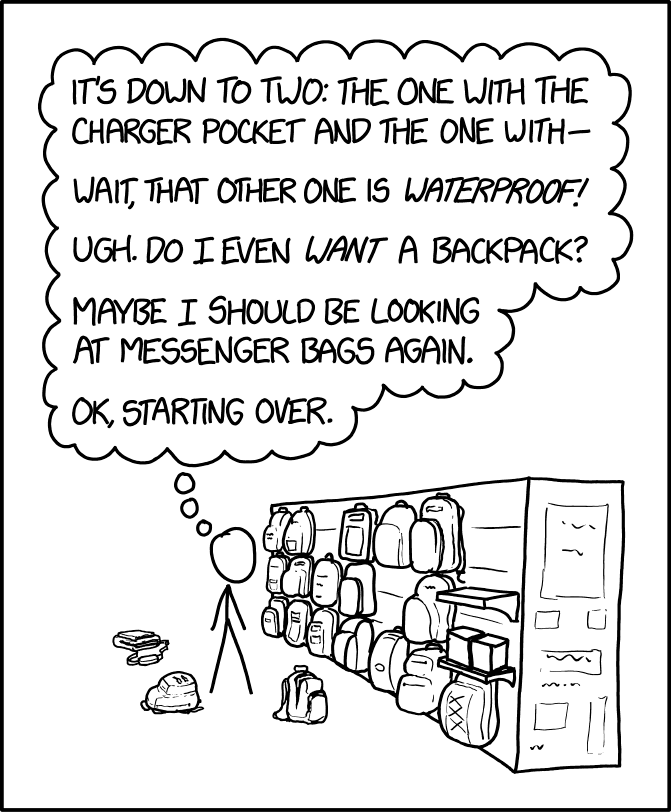 IT'S DOWN TO TWO: THE ONE WITH THE
CHARGER POCKET AND THE ONE WITH—
WAIT, THAT OTHER ONE IS WATERPROOF!
UGH. DO I EVEN WANT A BACKPACK?
MAYBE I SHOULD BE LOOKING
AT MESSENGER BAGS AGAIN.
OK, STARTING OVER.